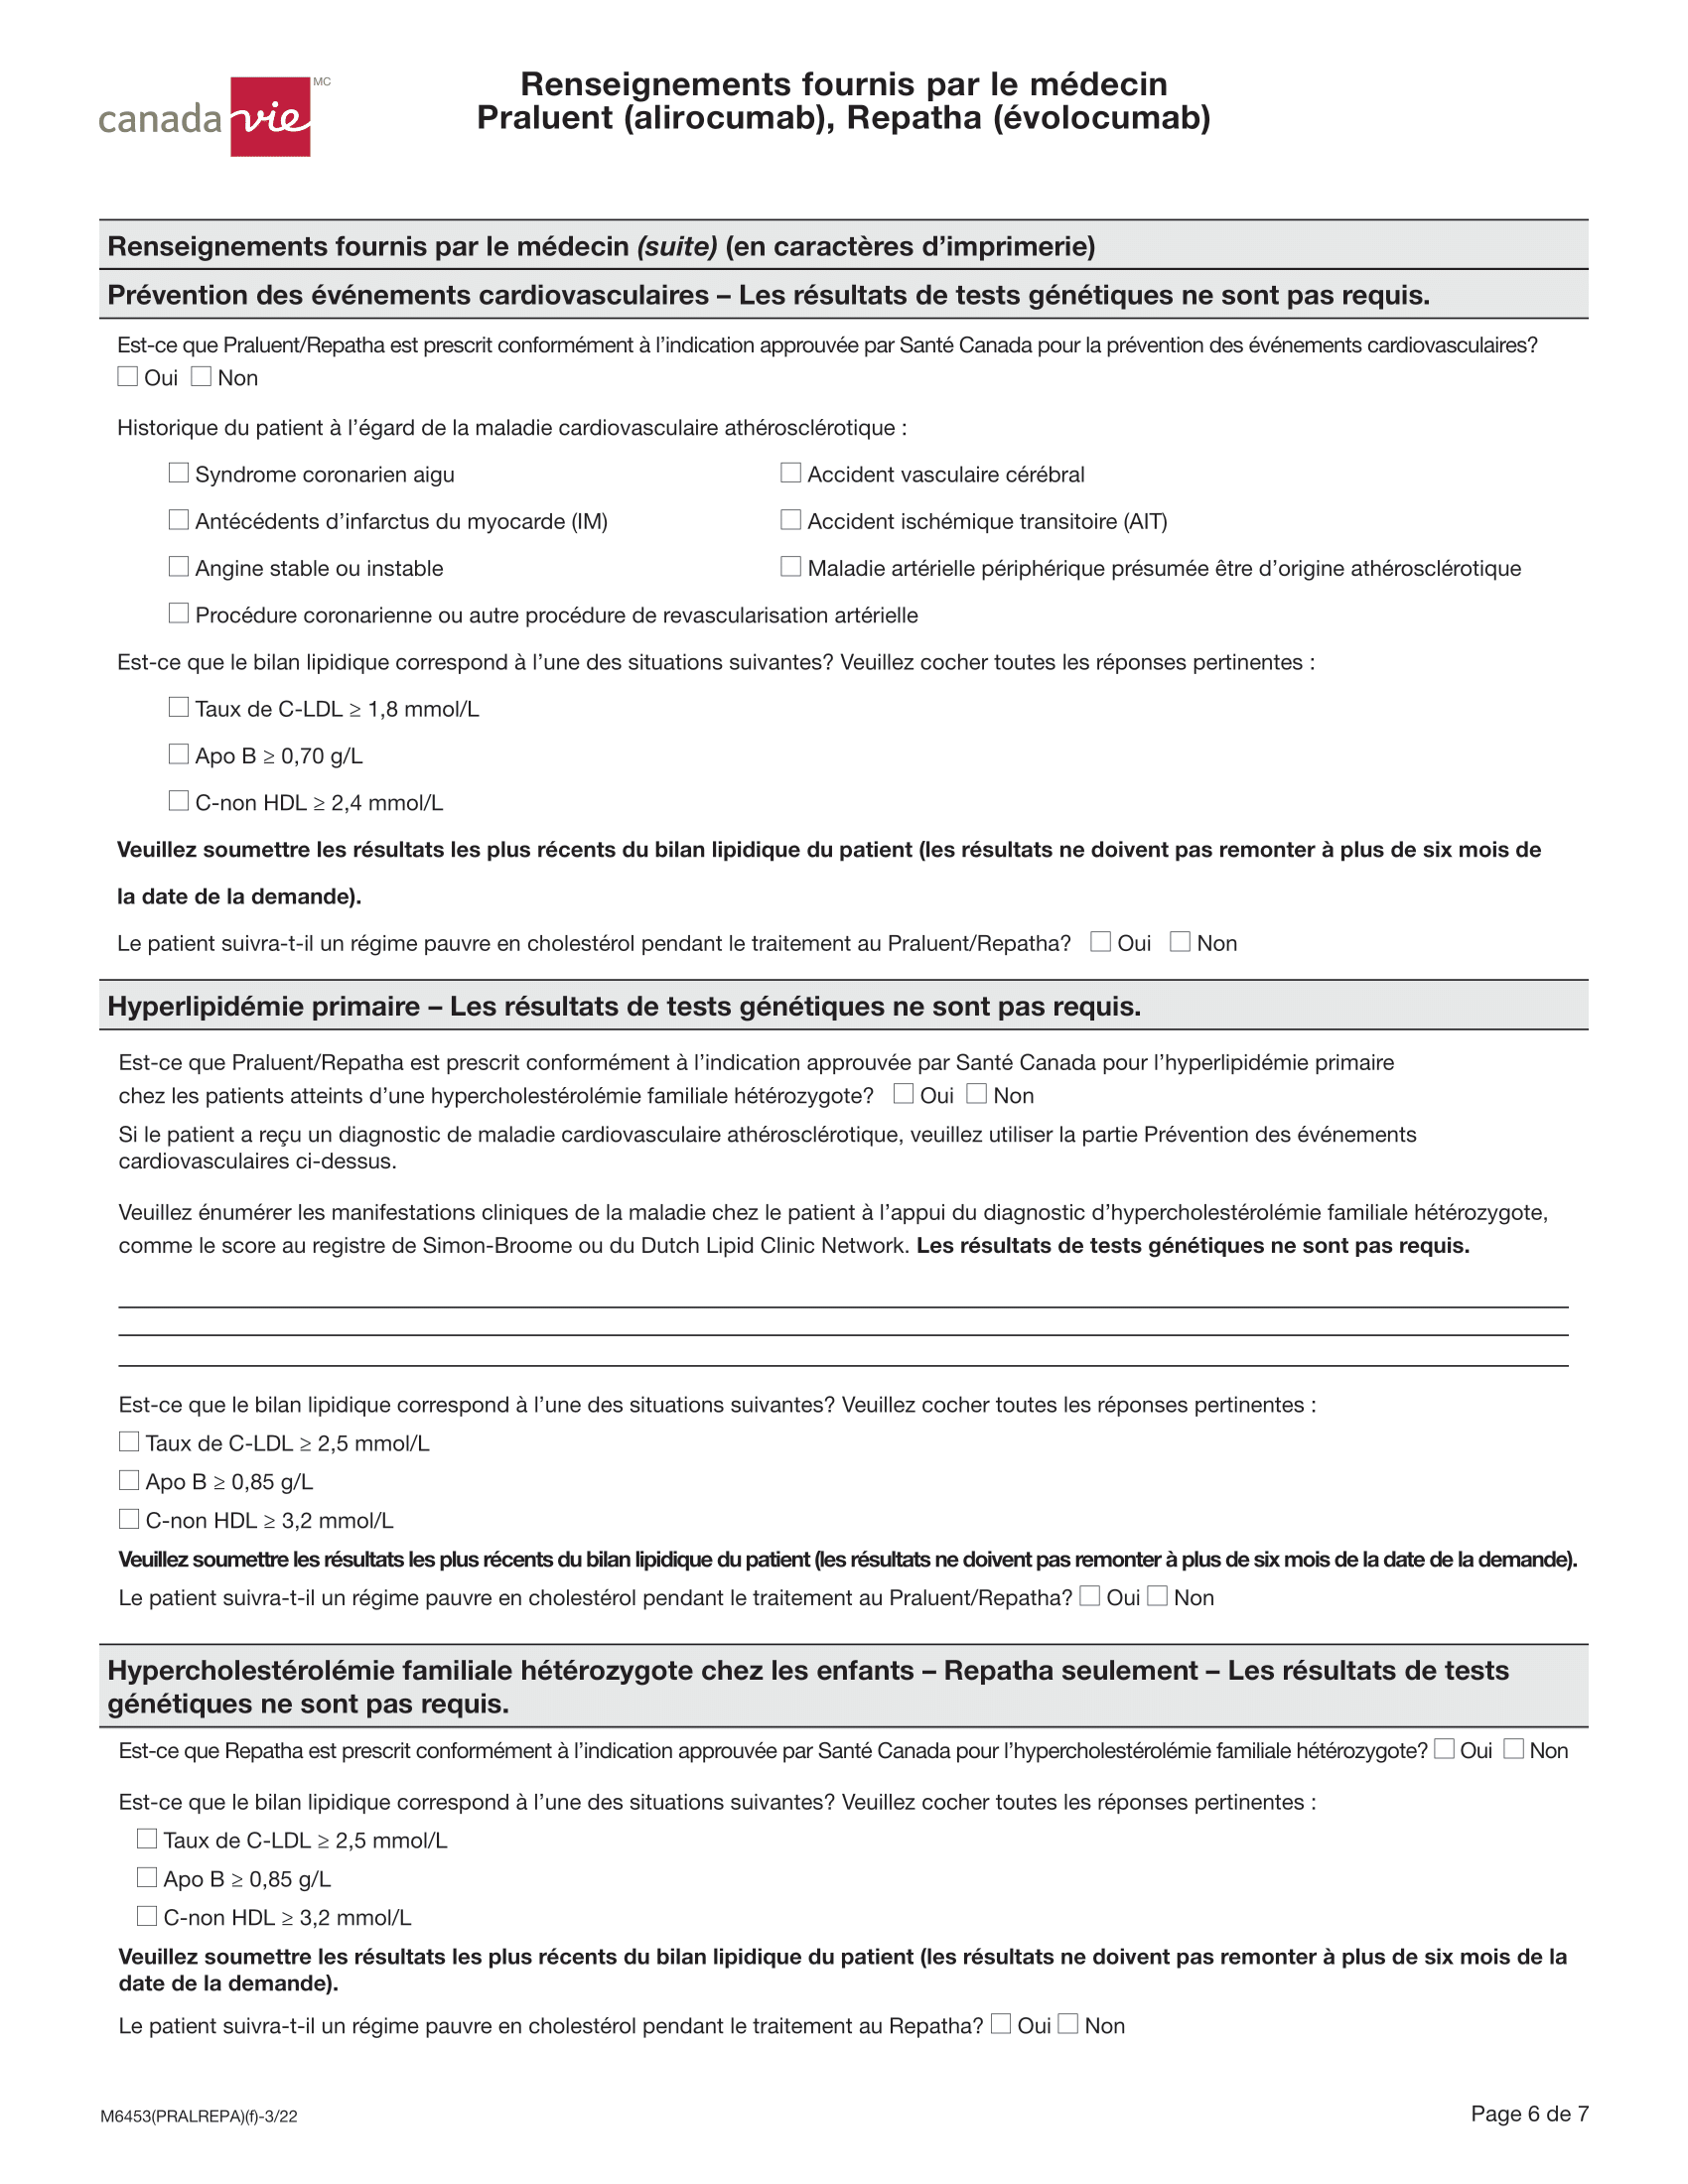 canada vie MC
Renseignements fournis par le médecin
Praluent (alirocumab), Repatha (évolocumab)
Renseignements fournis par le médecin (suite) (en caractères d’imprimerie)
Prévention des événements cardiovasculaires – Les résultats de tests génétiques ne sont pas requis.
Est-ce que Praluent/Repatha est prescrit conformément à l’indication approuvée par Santé Canada pour la prévention des événements cardiovasculaires?
☐ Oui ☐ Non
Historique du patient à l’égard de la maladie cardiovasculaire athérosclérotique :
☐ Syndrome coronarien aigu ☐ Accident vasculaire cérébral
☐ Antécédents d’infarctus du myocarde (IM) ☐ Accident ischémique transitoire (AIT)
☐ Angine stable ou instable ☐ Maladie artérielle périphérique présumée être d’origine athérosclérotique
☐ Procédure coronarienne ou autre procédure de revascularisation artérielle
Est-ce que le bilan lipidique correspond à l’une des situations suivantes? Veuillez cocher toutes les réponses pertinentes :
☐ Taux de C-LDL ≥ 1,8 mmol/L
☐ Apo B ≥ 0,70 g/L
☐ C-non HDL ≥ 2,4 mmol/L
Veuillez soumettre les résultats les plus récents du bilan lipidique du patient (les résultats ne doivent pas remonter à plus de six mois de
la date de la demande).
Le patient suivra-t-il un régime pauvre en cholestérol pendant le traitement au Praluent/Repatha? ☐ Oui ☐ Non
Hyperlipidémie primaire – Les résultats de tests génétiques ne sont pas requis.
Est-ce que Praluent/Repatha est prescrit conformément à l’indication approuvée par Santé Canada pour l’hyperlipidémie primaire
chez les patients atteints d’une hypercholestérolémie familiale hétérozygote? ☐ Oui ☐ Non
Si le patient a reçu un diagnostic de maladie cardiovasculaire athérosclérotique, veuillez utiliser la partie Prévention des événements
cardiovasculaires ci-dessus.
Veuillez énumérer les manifestations cliniques de la maladie chez le patient à l’appui du diagnostic d’hypercholestérolémie familiale hétérozygote,
comme le score au registre de Simon-Broome ou du Dutch Lipid Clinic Network. Les résultats de tests génétiques ne sont pas requis.
Est-ce que le bilan lipidique correspond à l’une des situations suivantes? Veuillez cocher toutes les réponses pertinentes :
☐ Taux de C-LDL ≥ 2,5 mmol/L
☐ Apo B ≥ 0,85 g/L
☐ C-non HDL ≥ 3,2 mmol/L
Veuillez soumettre les résultats les plus récents du bilan lipidique du patient (les résultats ne doivent pas remonter à plus de six mois de la date de la demande).
Le patient suivra-t-il un régime pauvre en cholestérol pendant le traitement au Praluent/Repatha? ☐ Oui ☐ Non
Hypercholestérolémie familiale hétérozygote chez les enfants – Repatha seulement – Les résultats de tests
génétiques ne sont pas requis.
Est-ce que Repatha est prescrit conformément à l’indication approuvée par Santé Canada pour l’hypercholestérolémie familiale hétérozygote? ☐ Oui ☐ Non
Est-ce que le bilan lipidique correspond à l’une des situations suivantes? Veuillez cocher toutes les réponses pertinentes :
☐ Taux de C-LDL ≥ 2,5 mmol/L
☐ Apo B ≥ 0,85 g/L
☐ C-non HDL ≥ 3,2 mmol/L
Veuillez soumettre les résultats les plus récents du bilan lipidique du patient (les résultats ne doivent pas remonter à plus de six mois de la
date de la demande).
Le patient suivra-t-il un régime pauvre en cholestérol pendant le traitement au Repatha? ☐ Oui ☐ Non
M6453(PRALREPA)(f)-3/22 Page 6 de 7